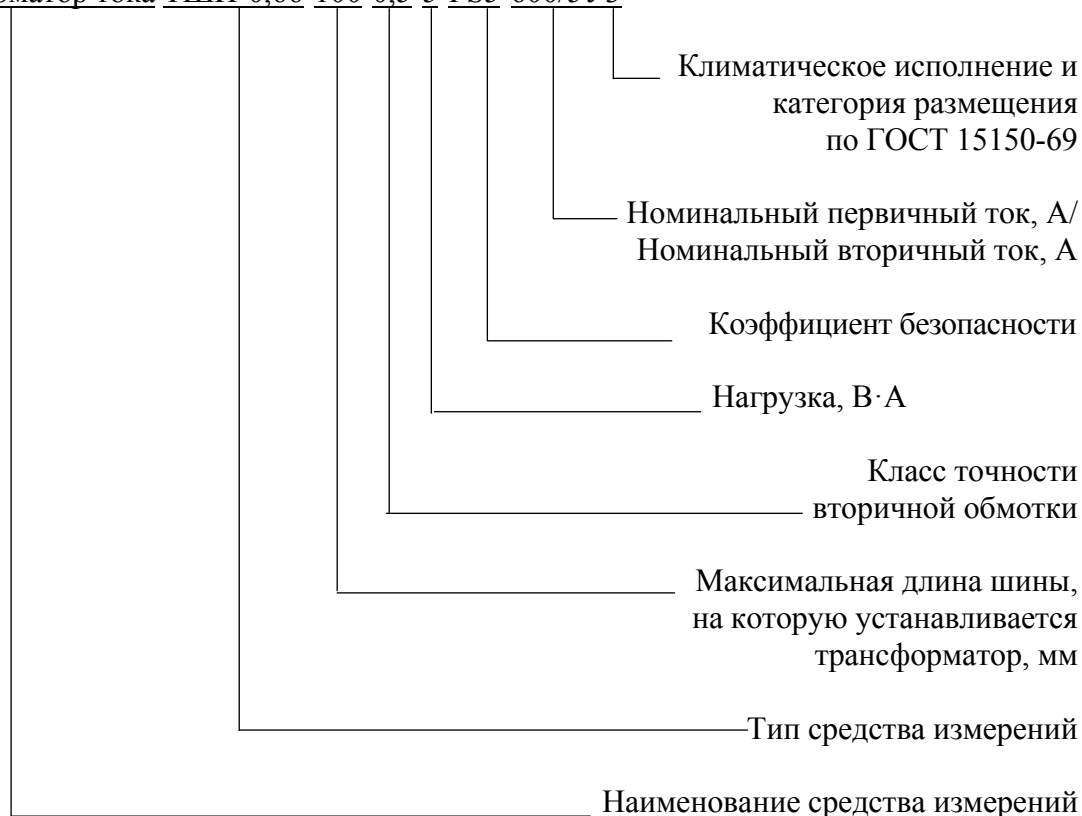 Климатическое исполнение и
категория размещения
по ГОСТ 15150-69
Номинальный первичный ток, А/
Номинальный вторичный ток, А
Коэффициент безопасности
Нагрузка, В·А
Класс точности
вторичной обмотки
Максимальная длина шины,
на которую устанавливается
трансформатор, мм
Тип средства измерений
Наименование средства измерений